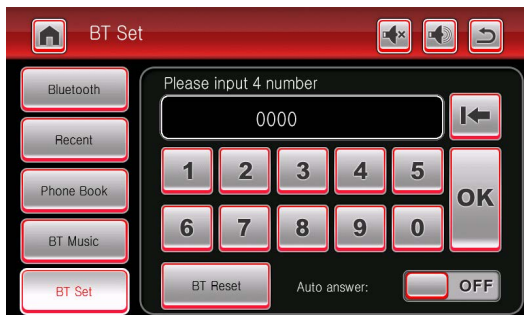 BT Set
Bluetooth
Recent
Phone Book
BT Music
BT Set
Please input 4 number
0000
1 2 3 4 5
OK
6 7 8 9 0
BT Reset
Auto answer:
OFF